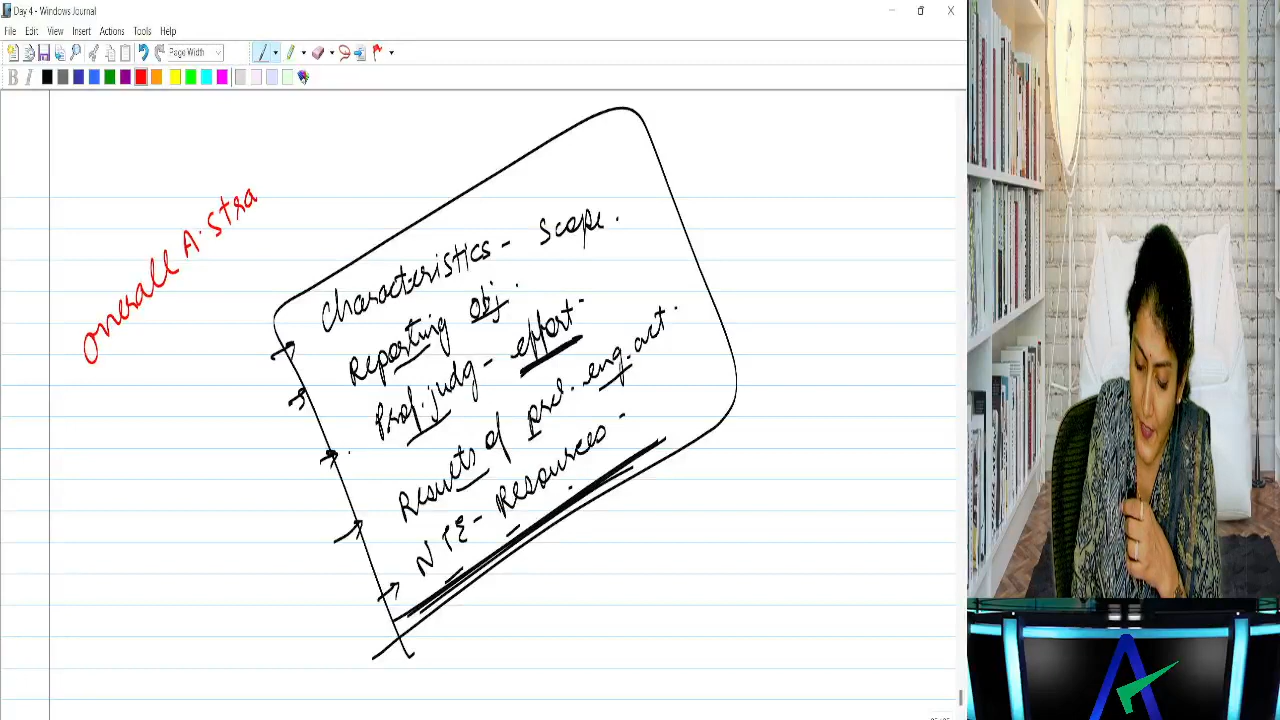 Day 4 - Windows Journal
File Edit View Insert Actions Tools Help
Page Width
B I
Overall A. Stra
Characteristics - Scope.
Reporting obj.
Prof. judg - effort -
Results of prel. eng. act.
NTE - Resources -